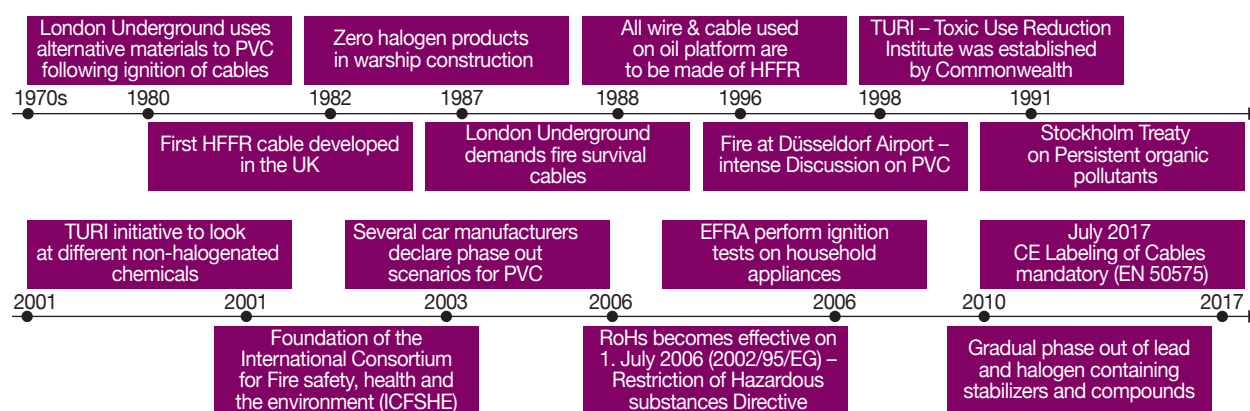 London Underground uses
alternative materials to PVC
following ignition of cables
Zero halogen products
in warship construction
All wire & cable used
on oil platform are
to be made of HFFR
TURI – Toxic Use Reduction
Institute was established
by Commonwealth
1970s
1980
1982
1987
1988
1996
1998
1991
First HFFR cable developed
in the UK
London Underground
demands fire survival
cables
Fire at Düsseldorf Airport –
intense Discussion on PVC
Stockholm Treaty
on Persistent organic
pollutants
TURI initiative to look
at different non-halogenated
chemicals
Several car manufacturers
declare phase out
scenarios for PVC
EFRA perform ignition
tests on household
appliances
July 2017
CE Labeling of Cables
mandatory (EN 50575)
2001
2001
2003
2006
2006
2010
2017
Foundation of the
International Consortium
for Fire safety, health and
the environment (ICFSHE)
RoHs becomes effective on
1. July 2006 (2002/95/EG) –
Restriction of Hazardous
substances Directive
Gradual phase out of lead
and halogen containing
stabilizers and compounds